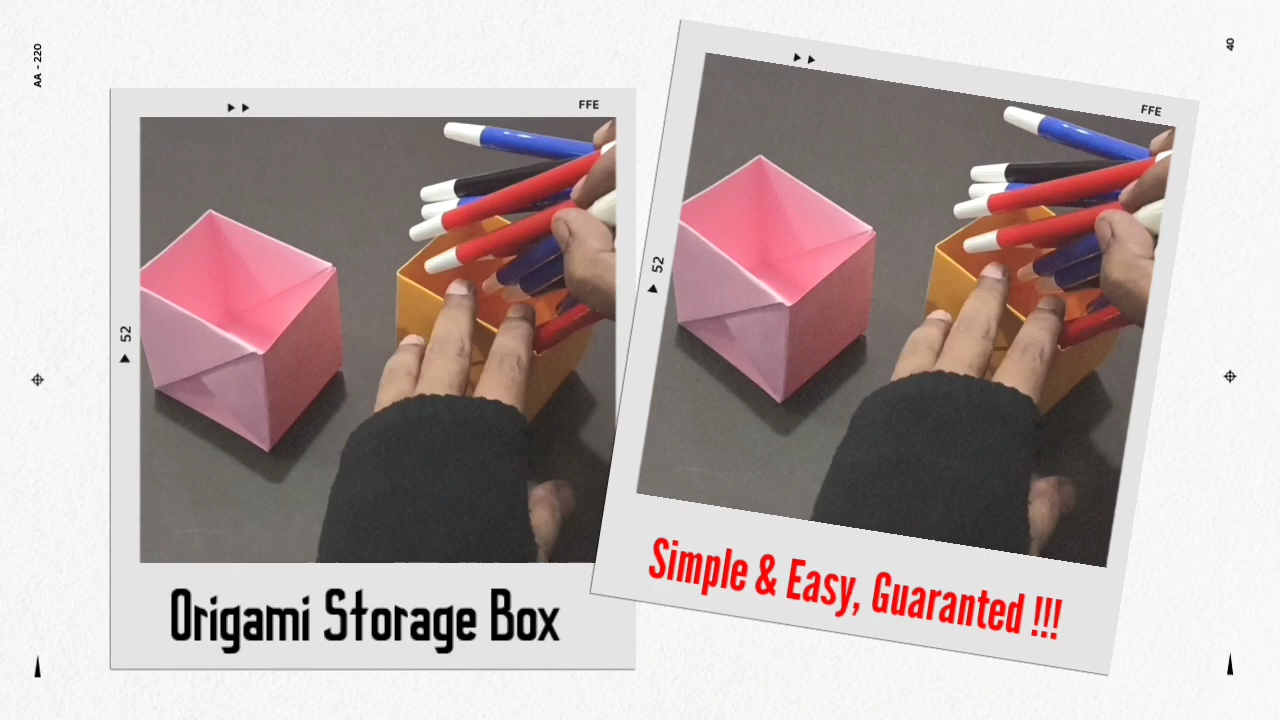 AA - 220
40
FFE
52
Origami Storage Box
FFE
52
Simple & Easy, Guaranted !!!